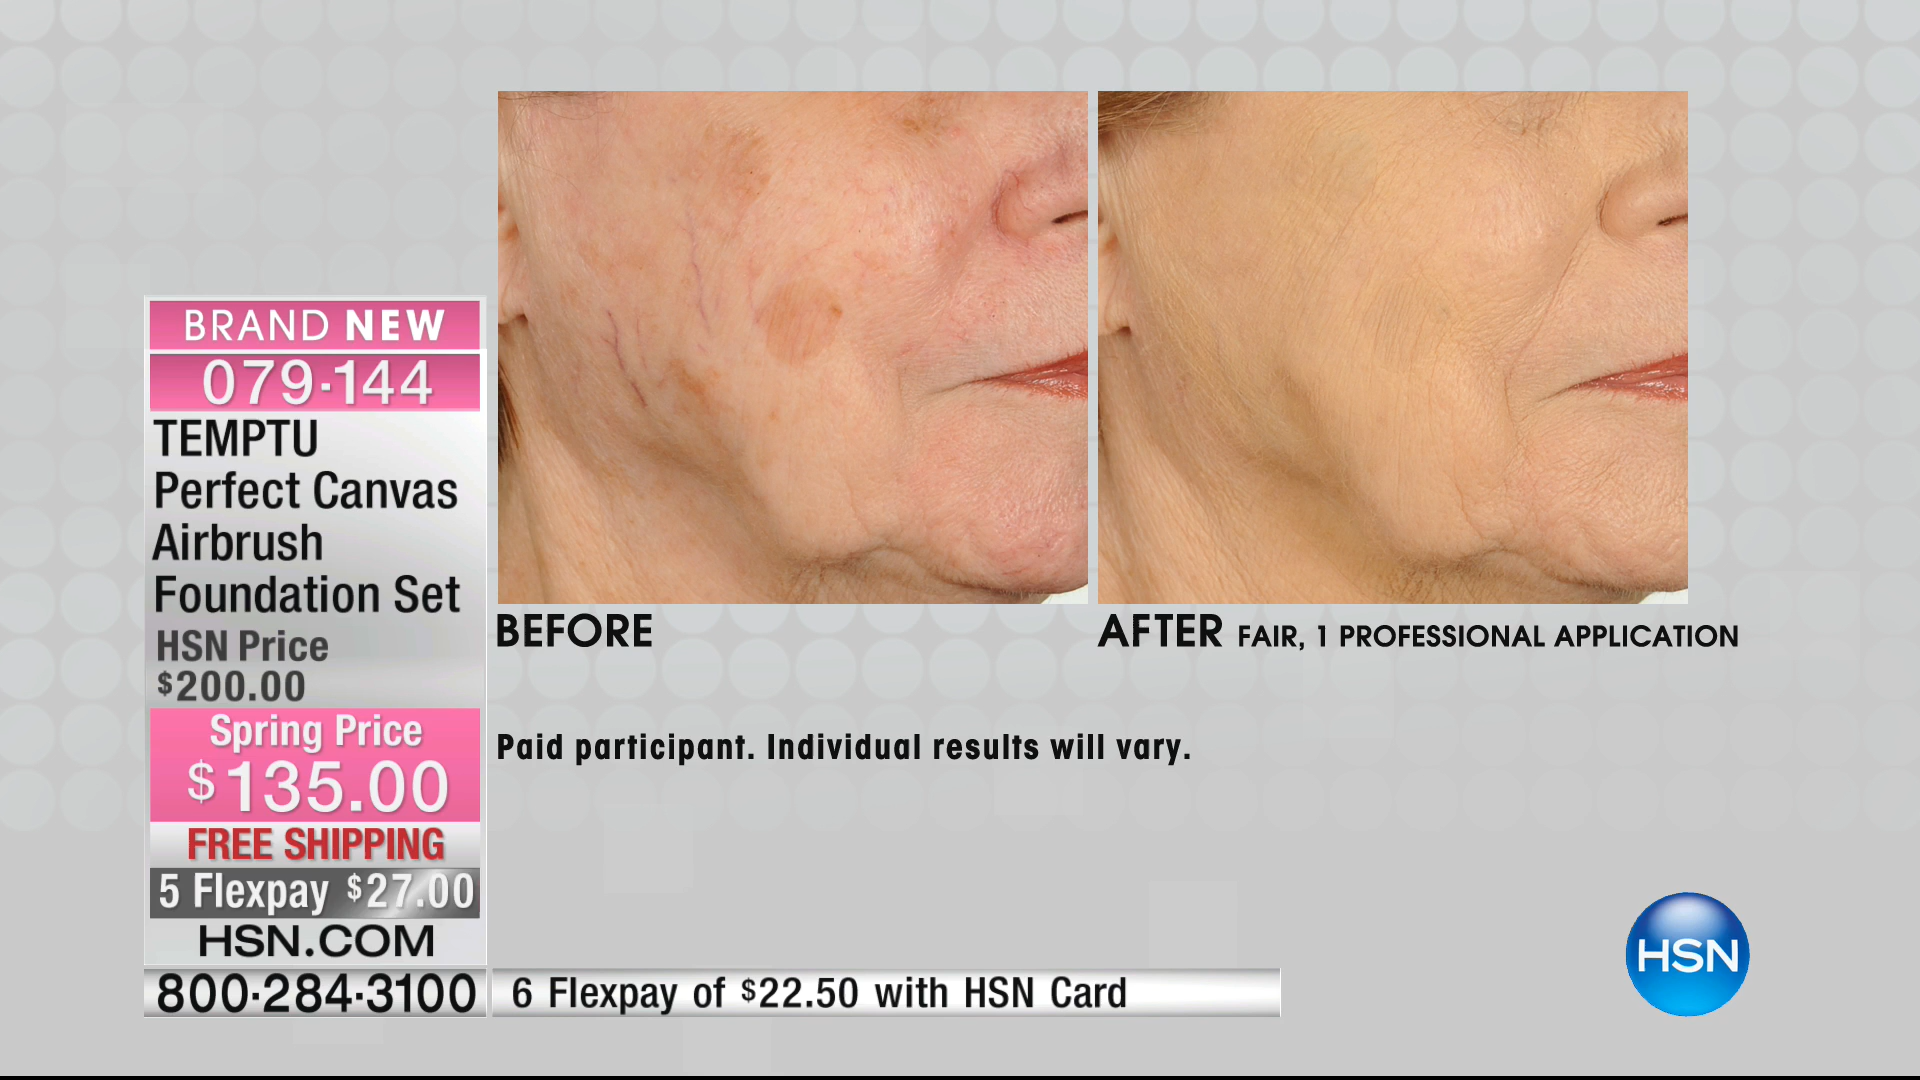 BRAND NEW
079·144
TEMPTU
Perfect Canvas
Airbrush
Foundation Set
HSN Price
$200.00
Spring Price
$135.00
FREE SHIPPING
5 Flexpay $27.00
HSN.COM
800·284·3100
BEFORE
AFTER FAIR, 1 PROFESSIONAL APPLICATION
Paid participant. Individual results will vary.
6 Flexpay of $22.50 with HSN Card
HSN